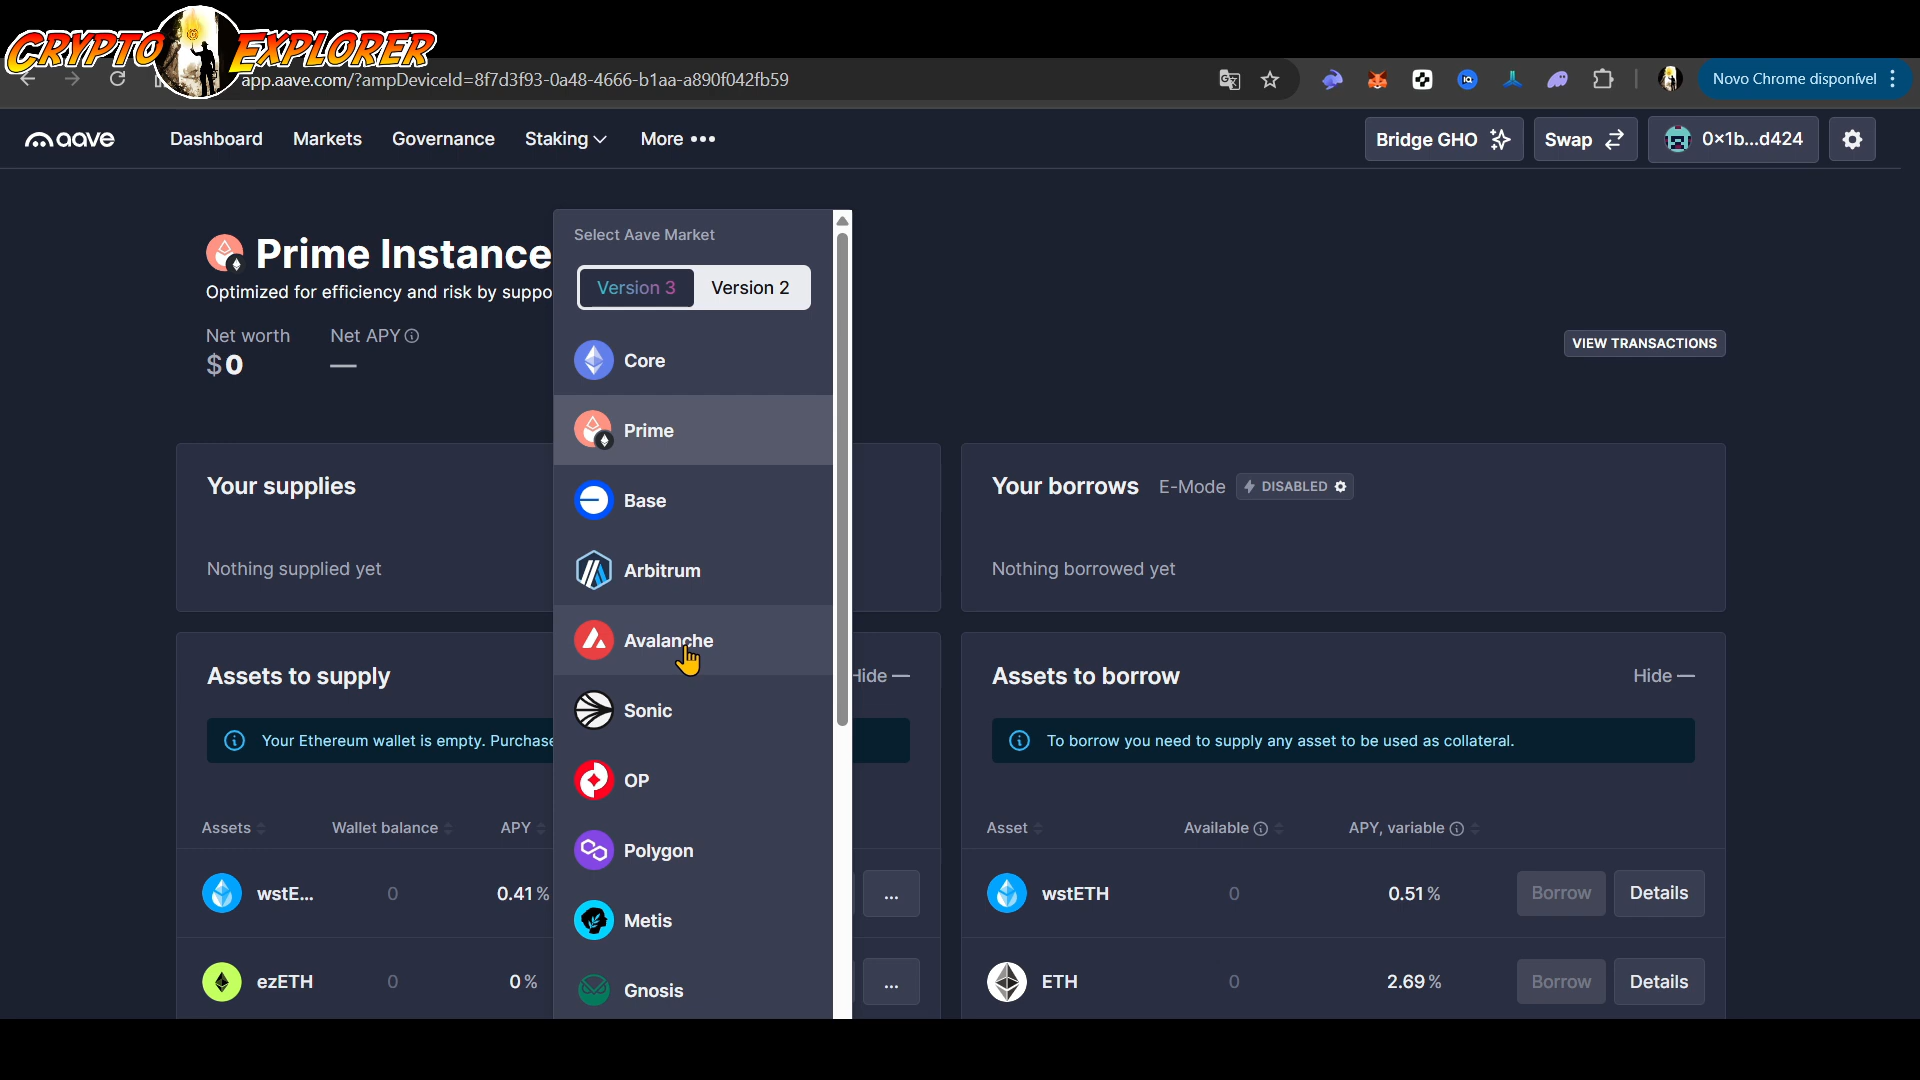 CRYPTO EXPLORER
app.aave.com/?ampDeviceId=8f7d3f93-0a48-4666-b1aa-a890f042fb59
Novo Chrome disponível
aave
Dashboard
Markets
Governance
Staking
More
Bridge GHO
Swap
0×1b...d424
Prime Instance
Optimized for efficiency and risk by suppo
Net worth
Net APY
$0
—
VIEW TRANSACTIONS
Select Aave Market
Version 3
Version 2
Core
Prime
Base
Arbitrum
Avalanche
Sonic
OP
Polygon
Metis
Gnosis
Your supplies
Nothing supplied yet
Your borrows
E-Mode
DISABLED
Nothing borrowed yet
Assets to supply
Hide —
Your Ethereum wallet is empty. Purchase
Assets
Wallet balance
APY
wstE...
0
0.41%
...
ezETH
0
0%
...
Assets to borrow
Hide —
To borrow you need to supply any asset to be used as collateral.
Asset
Available
APY, variable
wstETH
0
0.51%
Borrow
Details
ETH
0
2.69%
Borrow
Details